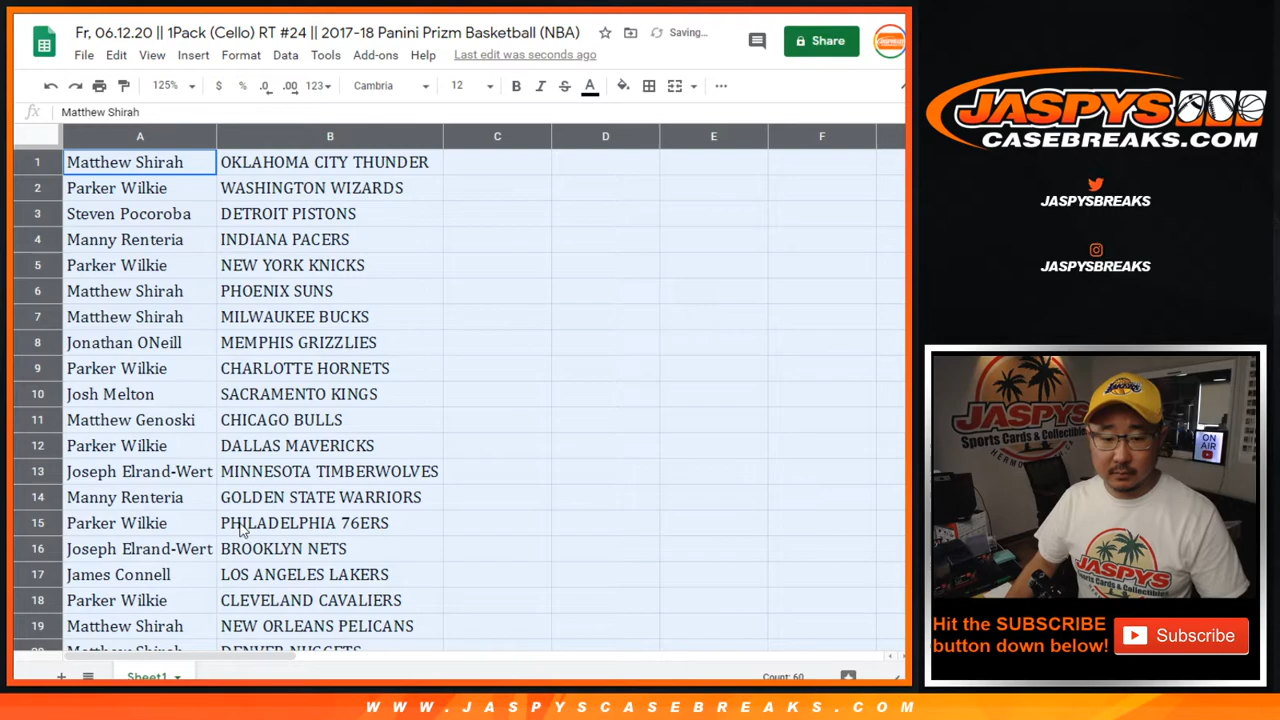 Fr, 06.12.20 || 1Pack (Cello) RT #24 || 2017-18 Panini Prizm Basketball (NBA)
Saving...
File Edit View Insert Format Data Tools Add-ons Help Last edit was seconds ago
Share
125% $ % .0 .00 123 Cambria 12 B I S A
fx Matthew Shirah
A B C D E F
1 Matthew Shirah OKLAHOMA CITY THUNDER
2 Parker Wilkie WASHINGTON WIZARDS
3 Steven Pocoroba DETROIT PISTONS
4 Manny Renteria INDIANA PACERS
5 Parker Wilkie NEW YORK KNICKS
6 Matthew Shirah PHOENIX SUNS
7 Matthew Shirah MILWAUKEE BUCKS
8 Jonathan ONeill MEMPHIS GRIZZLIES
9 Parker Wilkie CHARLOTTE HORNETS
10 Josh Melton SACRAMENTO KINGS
11 Matthew Genoski CHICAGO BULLS
12 Parker Wilkie DALLAS MAVERICKS
13 Joseph Elrand-Wert MINNESOTA TIMBERWOLVES
14 Manny Renteria GOLDEN STATE WARRIORS
15 Parker Wilkie PHILADELPHIA 76ERS
16 Joseph Elrand-Wert BROOKLYN NETS
17 James Connell LOS ANGELES LAKERS
18 Parker Wilkie CLEVELAND CAVALIERS
19 Matthew Shirah NEW ORLEANS PELICANS
20 Matthew Shirah DENVER NUGGETS
Sheet1
Count: 60
JASPYS
CASEBREAKS.COM
JASPYSBREAKS
JASPYSBREAKS
JASPY'S
Sports Cards & Collectibles
LAKERS
ON AIR
JASPYS
Hit the SUBSCRIBE
button down below!
Subscribe
WWW.JASPYSCASEBREAKS.COM